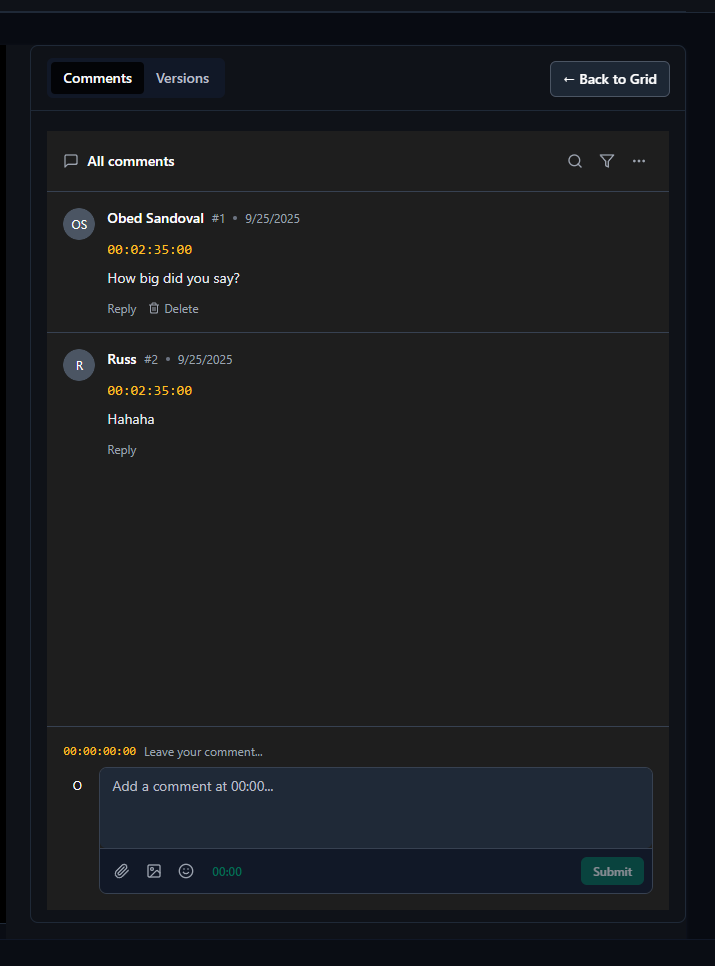 Comments Versions ← Back to Grid
All comments
OS Obed Sandoval #1 • 9/25/2025
00:02:35:00
How big did you say?
Reply Delete
R Russ #2 • 9/25/2025
00:02:35:00
Hahaha
Reply
00:00:00:00 Leave your comment...
O Add a comment at 00:00...
00:00 Submit